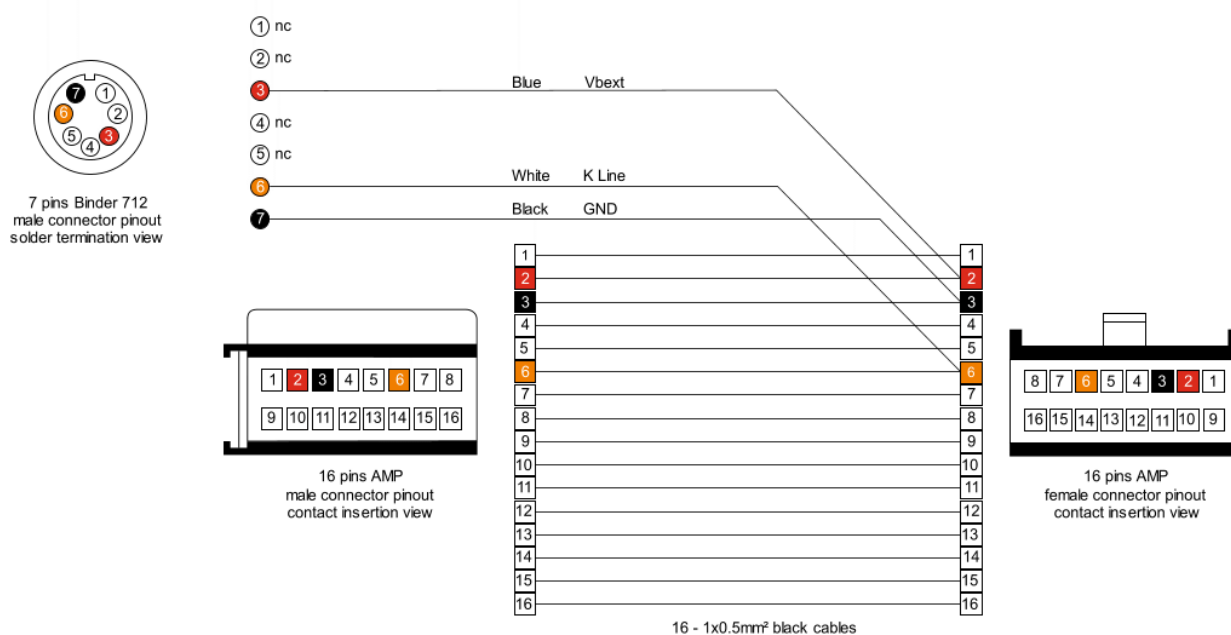 1 nc
2 nc
3 Blue Vbext
4 nc
5 nc
6 White K Line
7 Black GND
7 1
6 2
5 3
4
7 pins Binder 712
male connector pinout
solder termination view
1 1
2 2
3 3
4 4
5 5
6 6
7 7
8 8
9 9
10 10
11 11
12 12
13 13
14 14
15 15
16 16
16 - 1x0.5mm² black cables
1 2 3 4 5 6 7 8
9 10 11 12 13 14 15 16
16 pins AMP
male connector pinout
contact insertion view
8 7 6 5 4 3 2 1
16 15 14 13 12 11 10 9
16 pins AMP
female connector pinout
contact insertion view